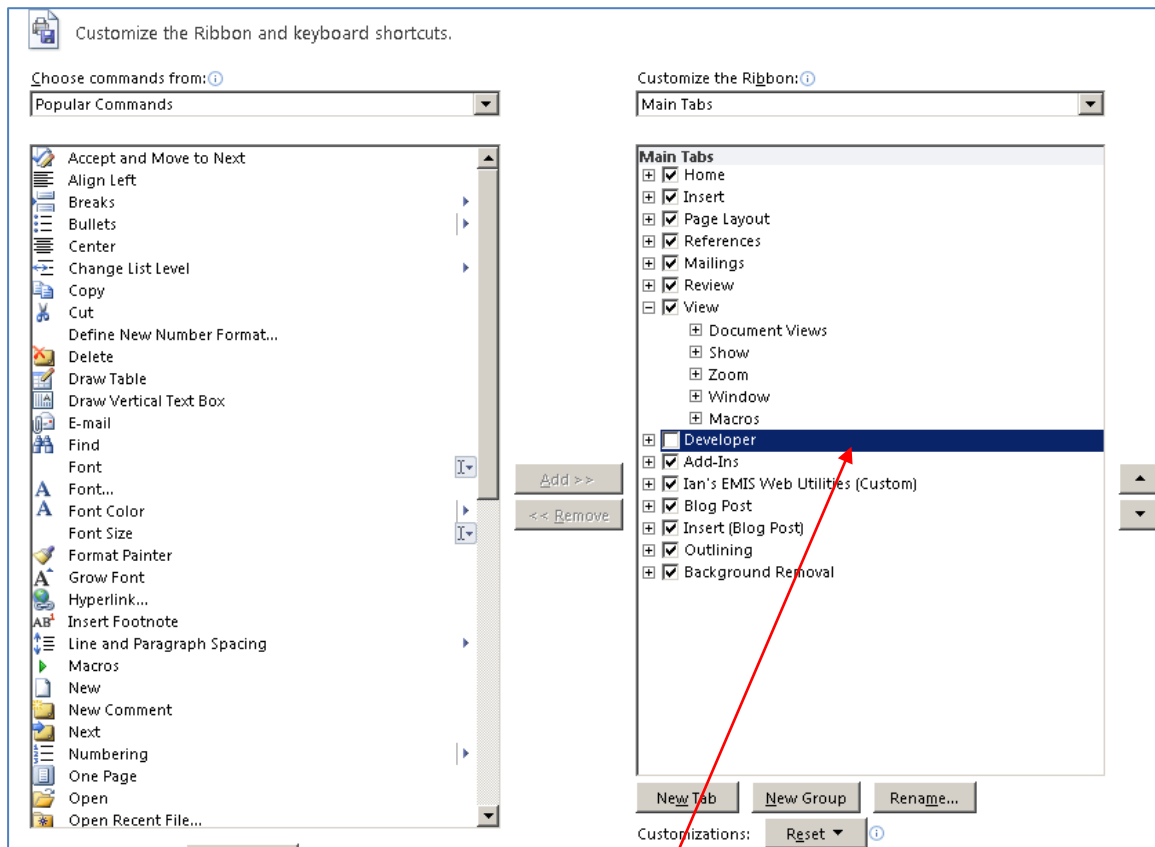 Customize the Ribbon and keyboard shortcuts.
Choose commands from:
Popular Commands
Accept and Move to Next
Align Left
Breaks
Bullets
Center
Change List Level
Copy
Cut
Define New Number Format...
Delete
Draw Table
Draw Vertical Text Box
E-mail
Find
Font
Font...
Font Color
Font Size
Format Painter
Grow Font
Hyperlink...
Insert Footnote
Line and Paragraph Spacing
Macros
New
New Comment
Next
Numbering
One Page
Open
Open Recent File...
Add >>
<< Remove
Customize the Ribbon:
Main Tabs
Main Tabs
Home
Insert
Page Layout
References
Mailings
Review
View
Document Views
Show
Zoom
Window
Macros
Developer
Add-Ins
Ian's EMIS Web Utilities (Custom)
Blog Post
Insert (Blog Post)
Outlining
Background Removal
New Tab
New Group
Rename...
Customizations:
Reset